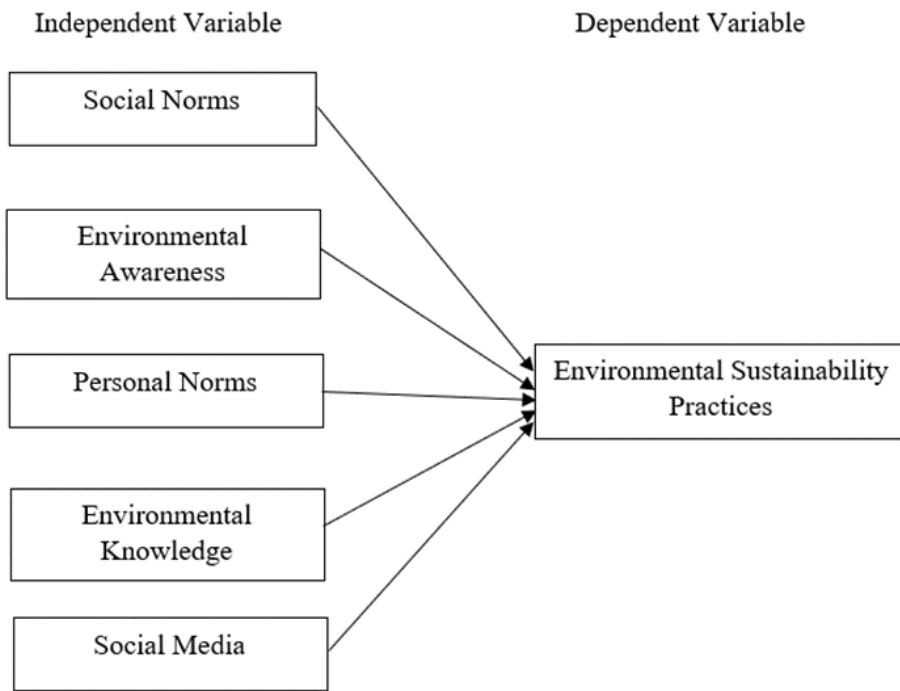 Independent Variable
Dependent Variable
Social Norms
Environmental
Awareness
Personal Norms
Environmental
Knowledge
Social Media
Environmental Sustainability
Practices